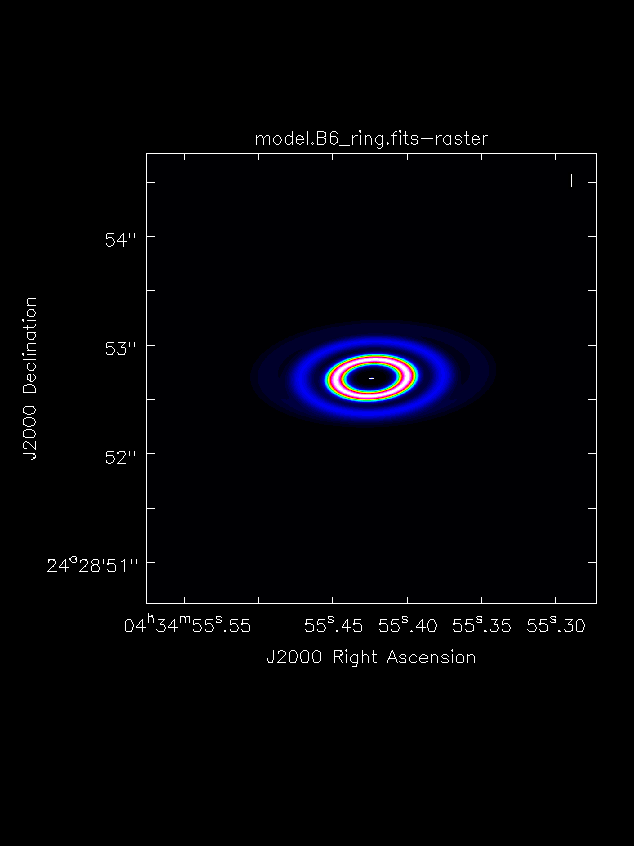 model.B6_ring.fits-raster
I
54"
53"
52"
24°28'51"
J2000 Declination
04ʰ34ᵐ55ˢ.55 55ˢ.45 55ˢ.40 55ˢ.35 55ˢ.30
J2000 Right Ascension